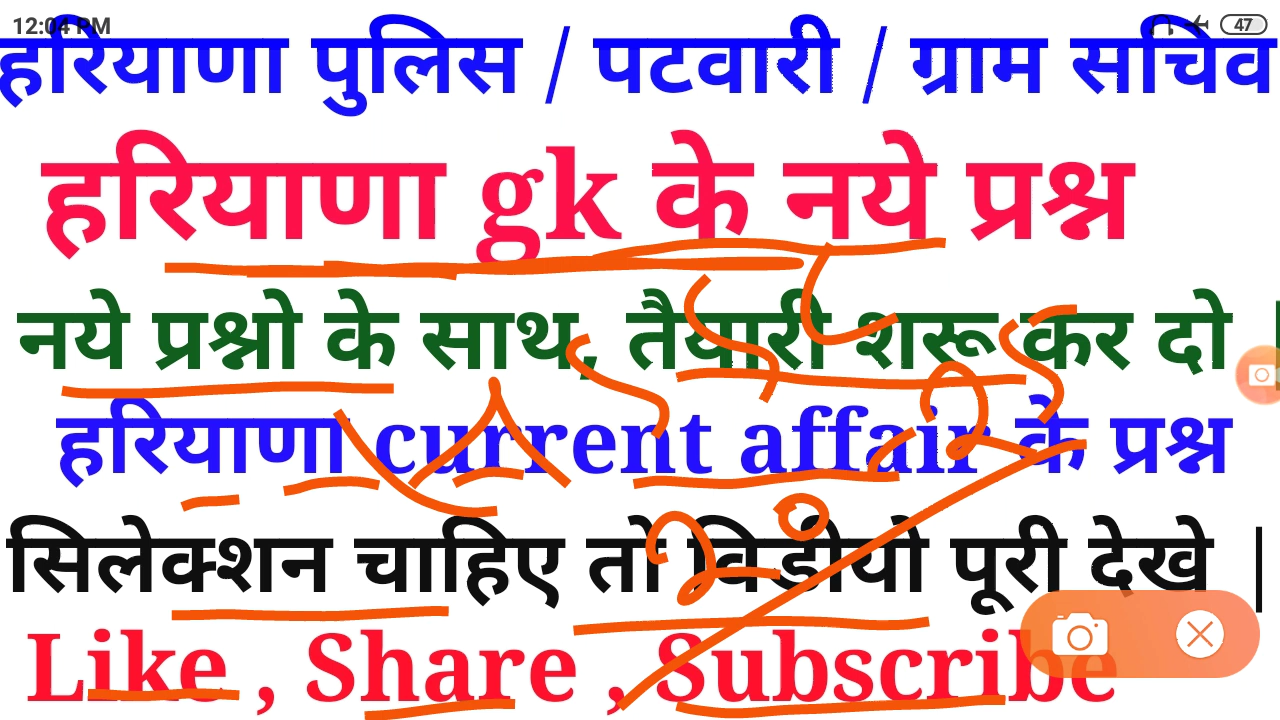 12:04 PM
47
हरियाणा पुलिस / पटवारी / ग्राम सचिव
हरियाणा gk के नये प्रश्न
नये प्रश्नो के साथ, तैयारी शरू कर दो |
हरियाणा current affair के प्रश्न
सिलेक्शन चाहिए तो विडीयो पूरी देखे |
Like , Share , Subscribe